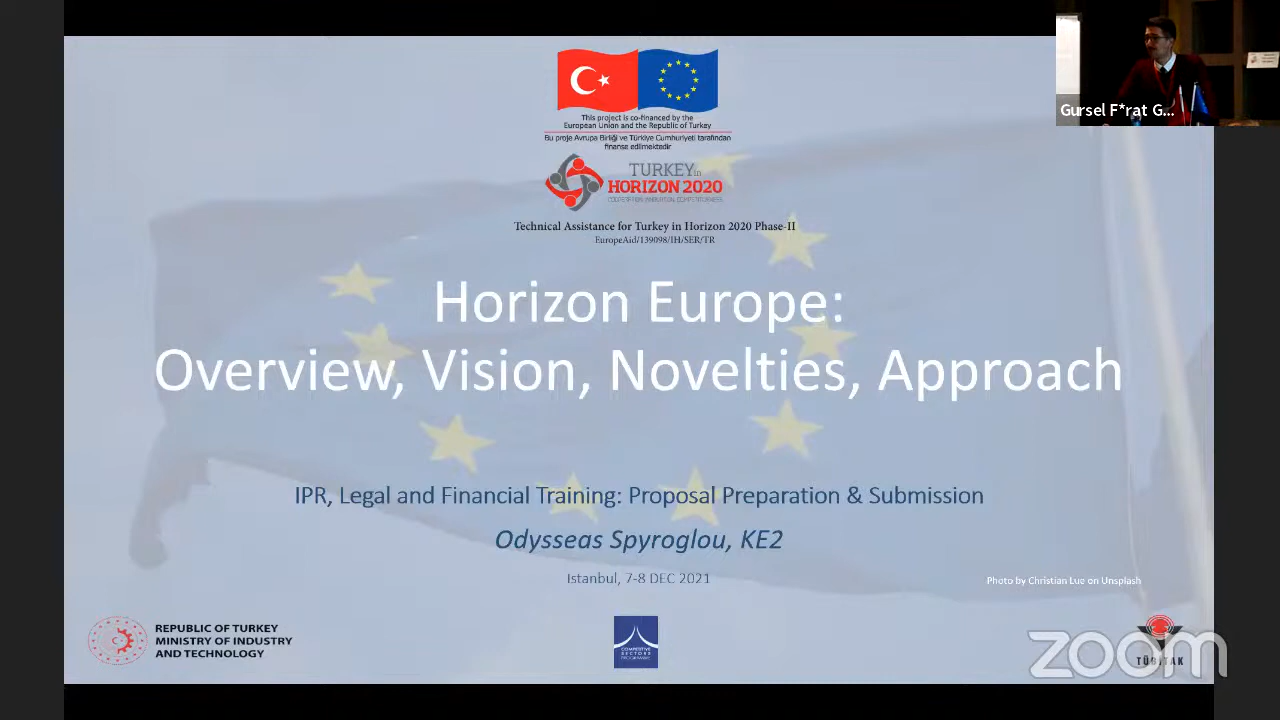 This project is co-financed by the
European Union and the Republic of Turkey
Bu proje Avrupa Birliği ve Türkiye Cumhuriyeti tarafından
finanse edilmektedir
TURKEY in
HORIZON 2020
Technical Assistance for Turkey in Horizon 2020 Phase-II
EuropeAid/139098/IH/SER/TR
Gursel F*rat G...
Horizon Europe:
Overview, Vision, Novelties, Approach
IPR, Legal and Financial Training: Proposal Preparation & Submission
Odysseas Spyroglou, KE2
Istanbul, 7-8 DEC 2021
Photo by Christian Lue on Unsplash
REPUBLIC OF TURKEY
MINISTRY OF INDUSTRY
AND TECHNOLOGY
COMPETITIVE
SECTORS
PROGRAMME
TÜBİTAK
zoom